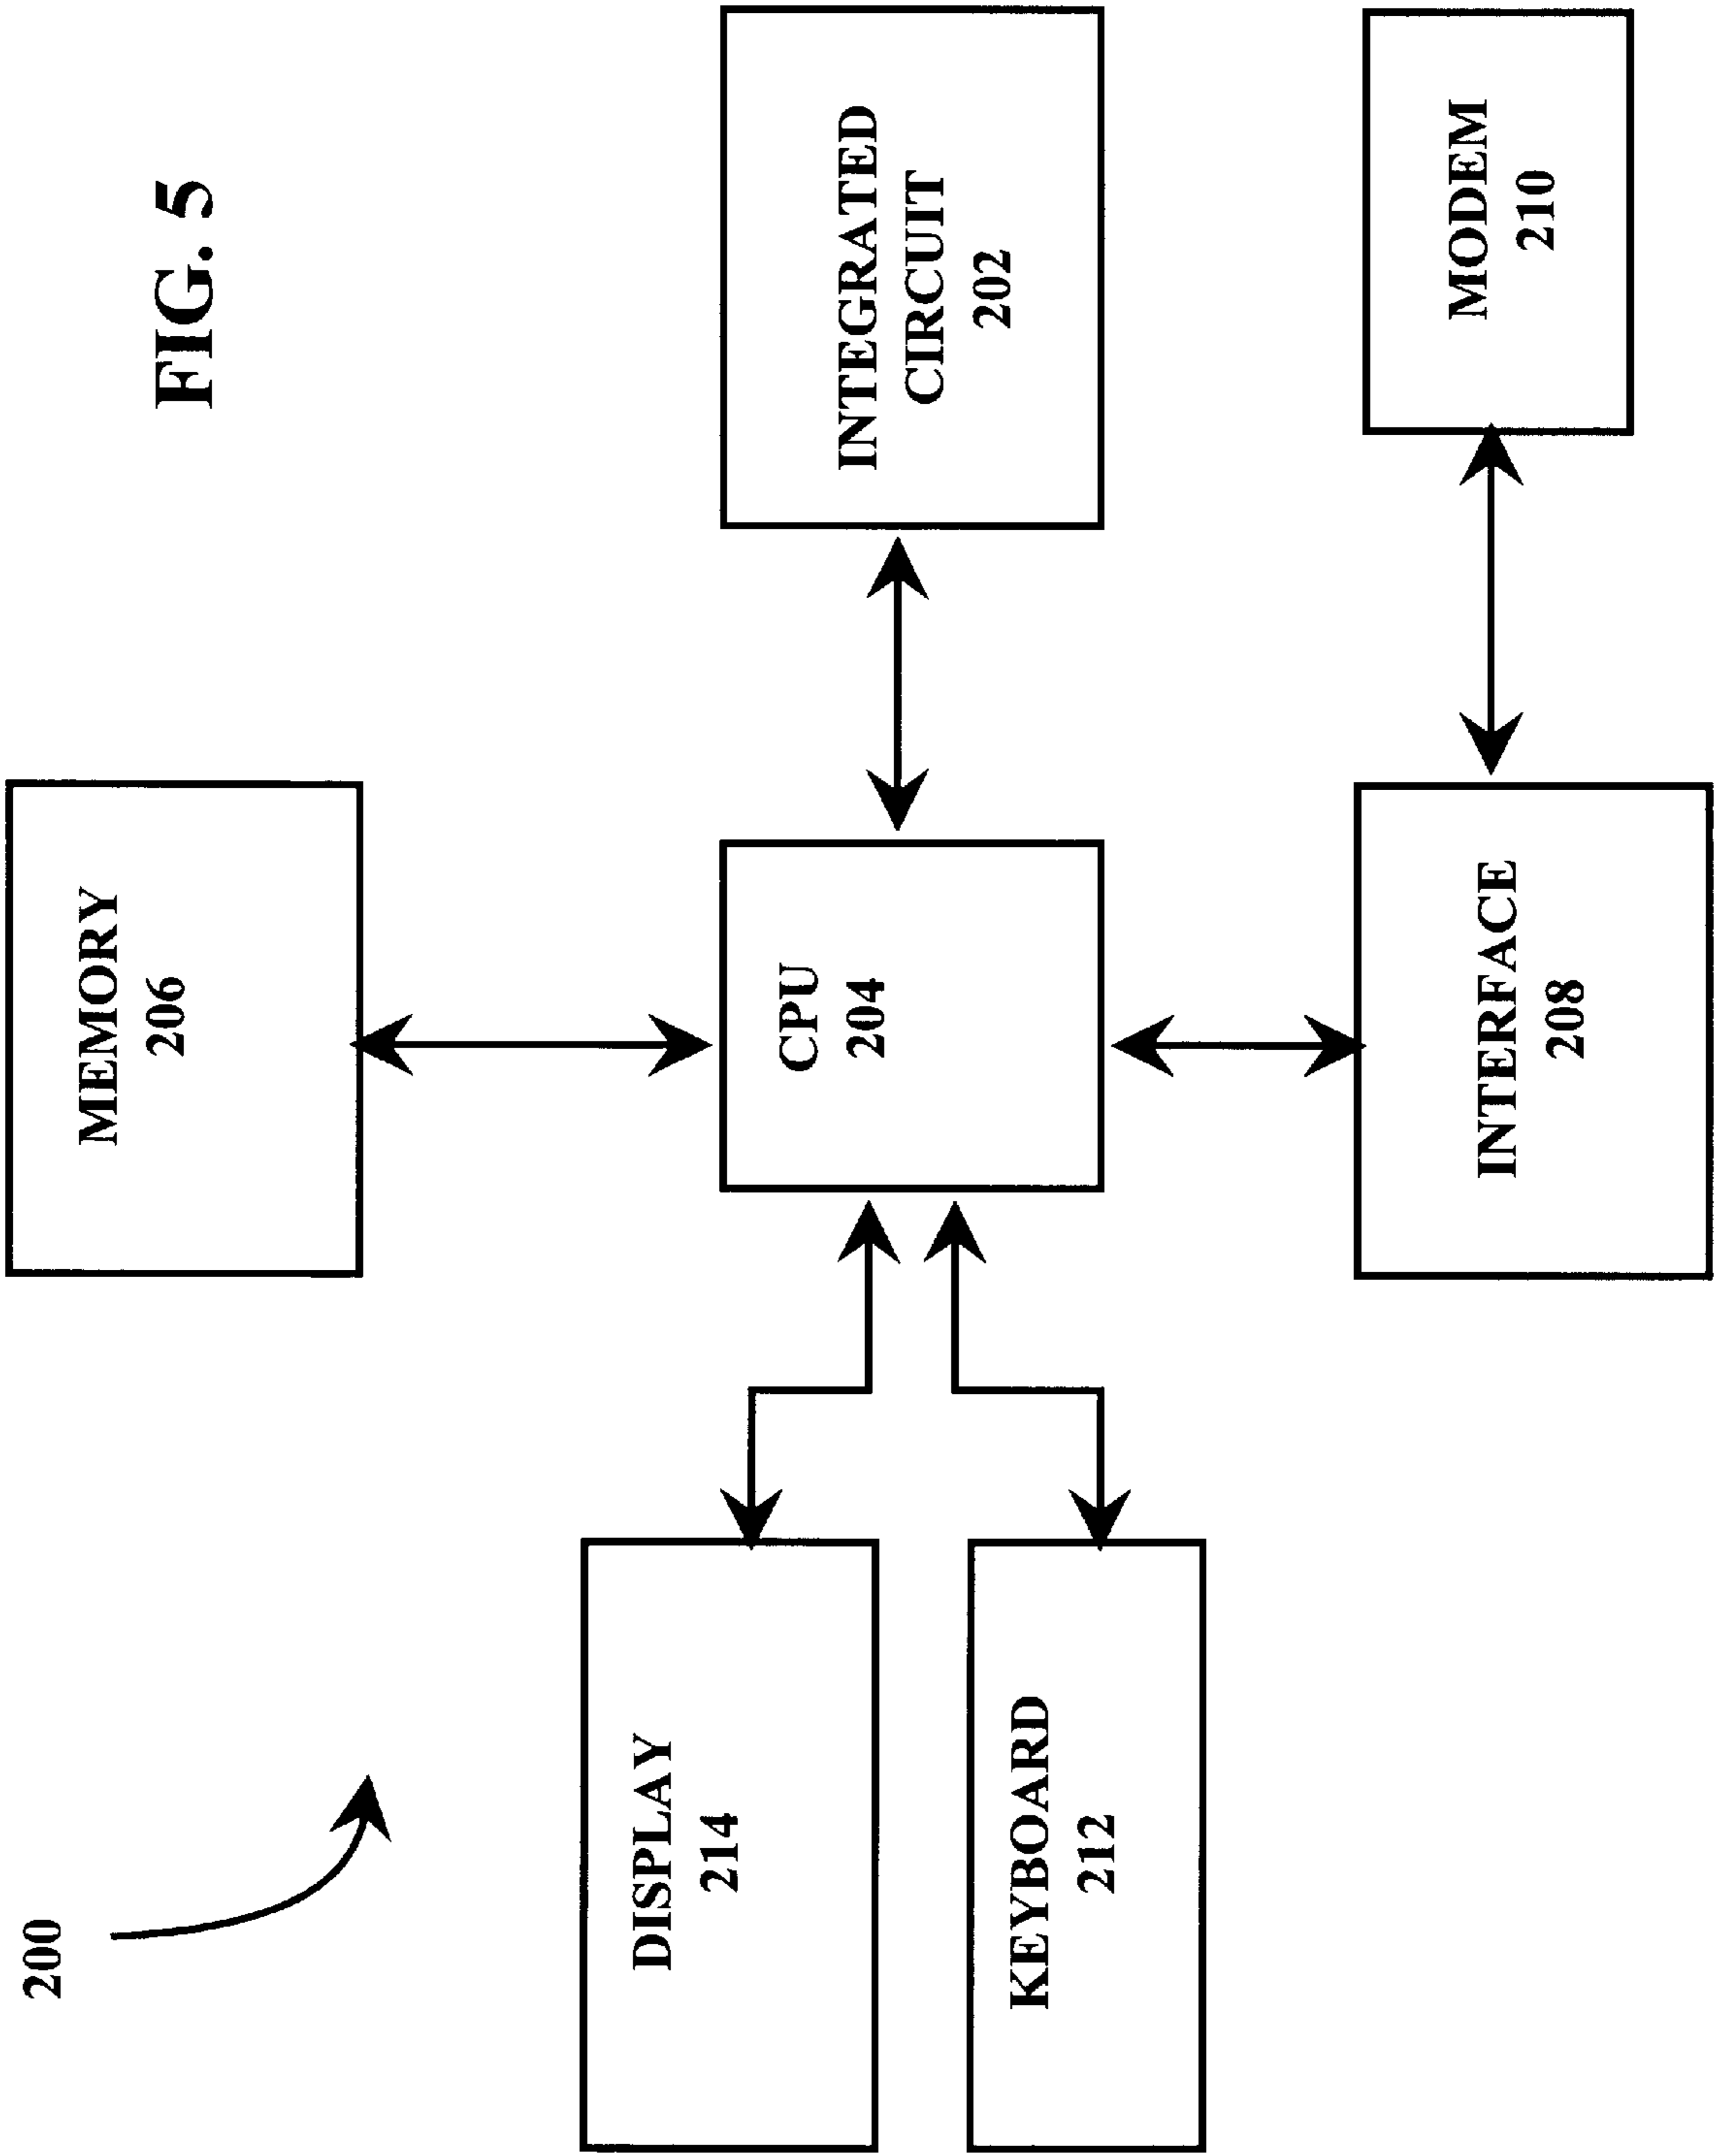 200
FIG. 5
MEMORY
206
DISPLAY
214
CPU
204
INTEGRATED
CIRCUIT
202
KEYBOARD
212
INTERFACE
208
MODEM
210